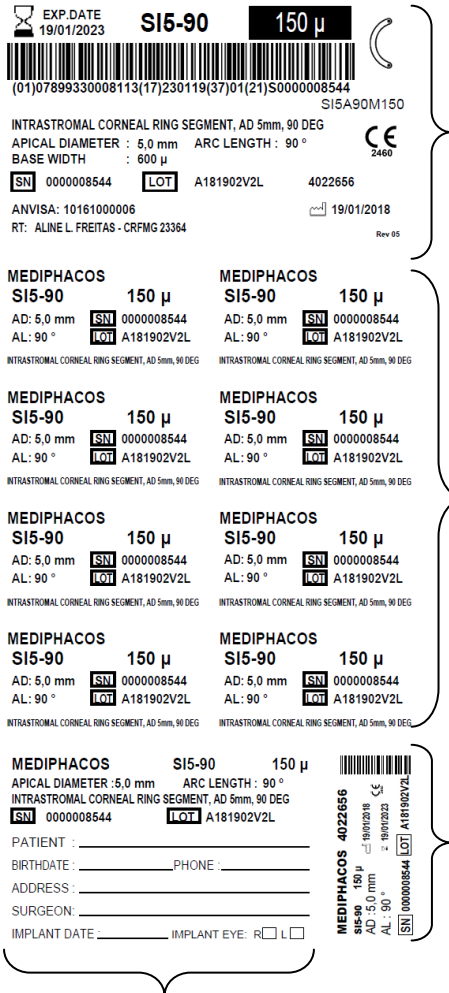 EXP.DATE
19/01/2023
SI5-90
150 µ
(01)07899330008113(17)230119(37)01(21)S0000008544
SI5A90M150
INTRASTROMAL CORNEAL RING SEGMENT, AD 5mm, 90 DEG
APICAL DIAMETER : 5,0 mm ARC LENGTH : 90 °
BASE WIDTH : 600 µ
CE
2460
SN 0000008544 LOT A181902V2L 4022656
ANVISA: 10161000006 19/01/2018
RT: ALINE L. FREITAS - CRFMG 23364
Rev 05
MEDIPHACOS
SI5-90 150 µ
AD: 5,0 mm SN 0000008544
AL: 90 ° LOT A181902V2L
INTRASTROMAL CORNEAL RING SEGMENT, AD 5mm, 90 DEG
MEDIPHACOS
SI5-90 150 µ
AD: 5,0 mm SN 0000008544
AL: 90 ° LOT A181902V2L
INTRASTROMAL CORNEAL RING SEGMENT, AD 5mm, 90 DEG
MEDIPHACOS
SI5-90 150 µ
AD: 5,0 mm SN 0000008544
AL: 90 ° LOT A181902V2L
INTRASTROMAL CORNEAL RING SEGMENT, AD 5mm, 90 DEG
MEDIPHACOS
SI5-90 150 µ
AD: 5,0 mm SN 0000008544
AL: 90 ° LOT A181902V2L
INTRASTROMAL CORNEAL RING SEGMENT, AD 5mm, 90 DEG
MEDIPHACOS
SI5-90 150 µ
AD: 5,0 mm SN 0000008544
AL: 90 ° LOT A181902V2L
INTRASTROMAL CORNEAL RING SEGMENT, AD 5mm, 90 DEG
MEDIPHACOS
SI5-90 150 µ
AD: 5,0 mm SN 0000008544
AL: 90 ° LOT A181902V2L
INTRASTROMAL CORNEAL RING SEGMENT, AD 5mm, 90 DEG
MEDIPHACOS
SI5-90 150 µ
AD: 5,0 mm SN 0000008544
AL: 90 ° LOT A181902V2L
INTRASTROMAL CORNEAL RING SEGMENT, AD 5mm, 90 DEG
MEDIPHACOS
SI5-90 150 µ
AD: 5,0 mm SN 0000008544
AL: 90 ° LOT A181902V2L
INTRASTROMAL CORNEAL RING SEGMENT, AD 5mm, 90 DEG
MEDIPHACOS SI5-90 150 µ
APICAL DIAMETER :5,0 mm ARC LENGTH : 90 °
INTRASTROMAL CORNEAL RING SEGMENT, AD 5mm, 90 DEG
SN 0000008544 LOT A181902V2L
PATIENT :
BIRTHDATE : PHONE :
ADDRESS :
SURGEON:
IMPLANT DATE : IMPLANT EYE: R L
MEDIPHACOS 4022656
SI5-90 150 µ 19/01/2018 CE
AD :5,0 mm 19/01/2023
AL : 90 °
SN 0000008544 LOT A181902V2L